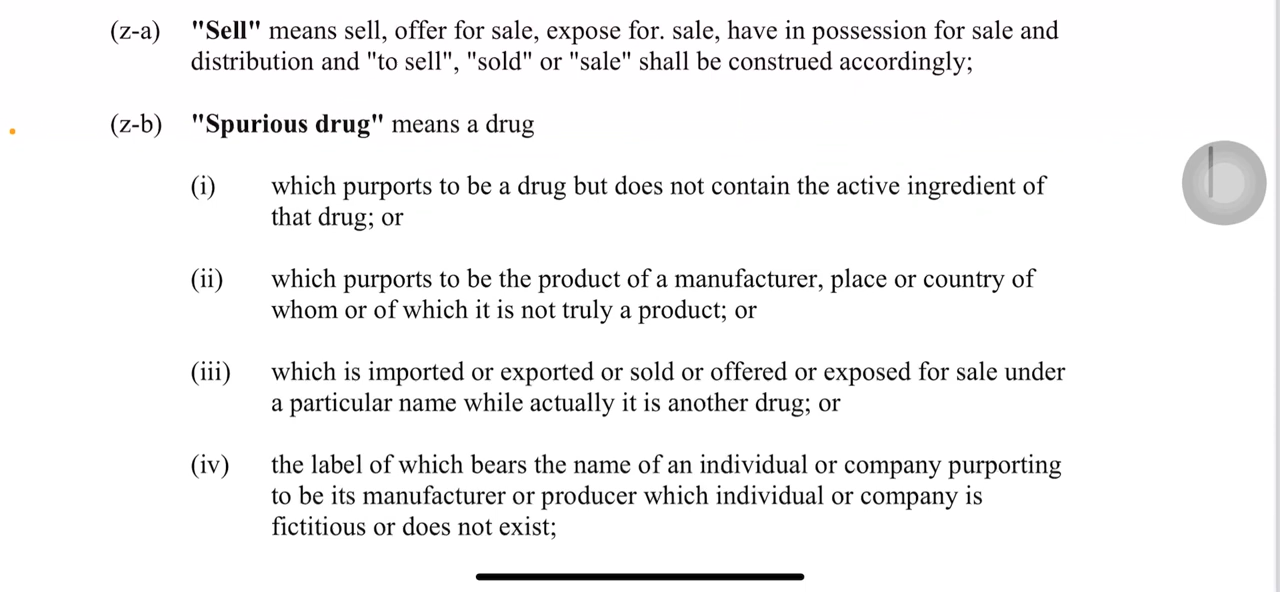 (z-a) "Sell" means sell, offer for sale, expose for. sale, have in possession for sale and
distribution and "to sell", "sold" or "sale" shall be construed accordingly;
(z-b) "Spurious drug" means a drug
(i) which purports to be a drug but does not contain the active ingredient of
that drug; or
(ii) which purports to be the product of a manufacturer, place or country of
whom or of which it is not truly a product; or
(iii) which is imported or exported or sold or offered or exposed for sale under
a particular name while actually it is another drug; or
(iv) the label of which bears the name of an individual or company purporting
to be its manufacturer or producer which individual or company is
fictitious or does not exist;